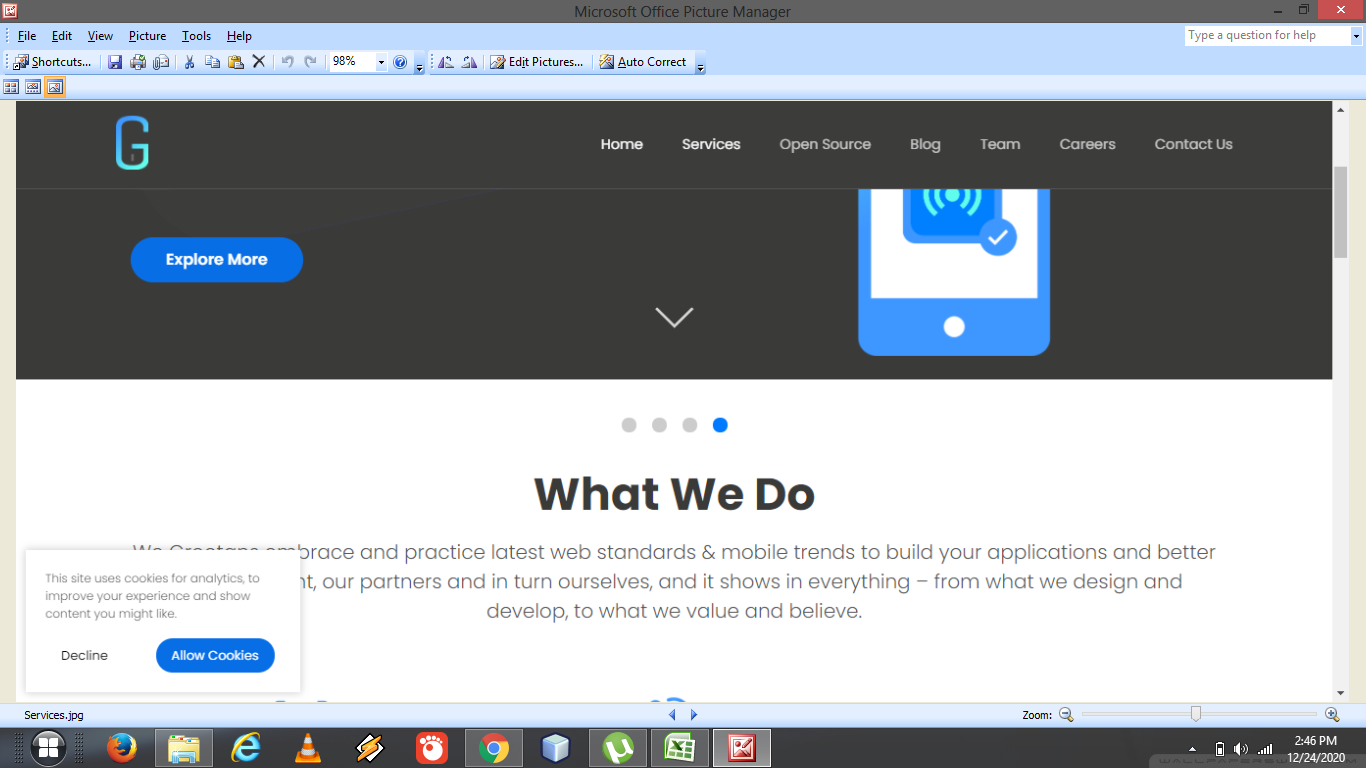 Microsoft Office Picture Manager
File Edit View Picture Tools Help
Type a question for help
Shortcuts... 98% Edit Pictures... Auto Correct
G Home Services Open Source Blog Team Careers Contact Us
Explore More
What We Do
embrace and practice latest web standards & mobile trends to build your applications and better
our partners and in turn ourselves, and it shows in everything – from what we design and
develop, to what we value and believe.
This site uses cookies for analytics, to
improve your experience and show
content you might like.
Decline Allow Cookies
Services.jpg Zoom:
2:46 PM
12/24/2020